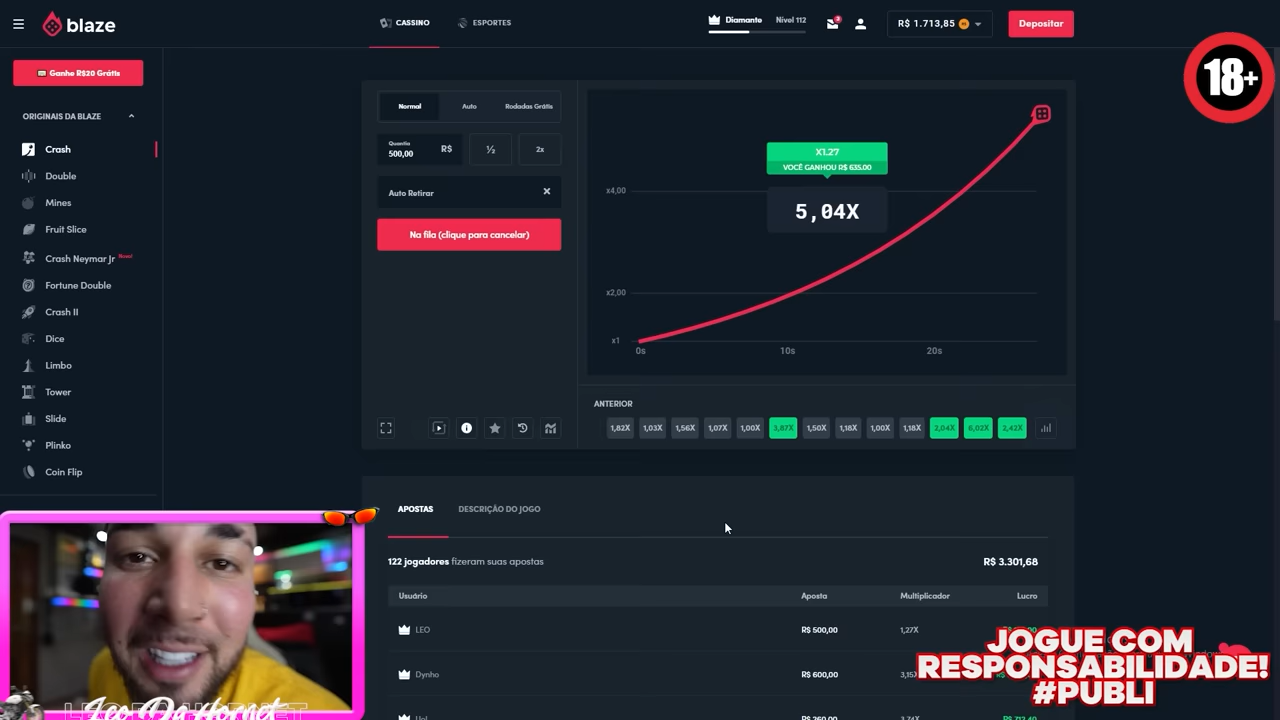 blaze
CASSINO
ESPORTES
Diamante
Nível 112
3
R$ 1.713,85
Depositar
Ganhe R$20 Grátis
18+
ORIGINAIS DA BLAZE
Crash
Double
Mines
Fruit Slice
Crash Neymar Jr Novo!
Fortune Double
Crash II
Dice
Limbo
Tower
Slide
Plinko
Coin Flip
Normal
Auto
Rodadas Grátis
Quantia
500,00
R$
½
2x
Auto Retirar
Na fila (clique para cancelar)
X1.27
VOCÊ GANHOU R$ 635.00
5,04X
x4,00
x2,00
x1
0s
10s
20s
ANTERIOR
1,82X
1,03X
1,56X
1,07X
1,00X
3,87X
1,50X
1,18X
1,00X
1,18X
2,04X
6,02X
2,42X
APOSTAS
DESCRIÇÃO DO JOGO
122 jogadores fizeram suas apostas
R$ 3.301,68
Usuário
Aposta
Multiplicador
Lucro
LEO
R$ 500,00
1,27X
Dynho
R$ 600,00
JOGUE COM
RESPONSABILIDADE!
#PUBLI
Leo Da Hornet